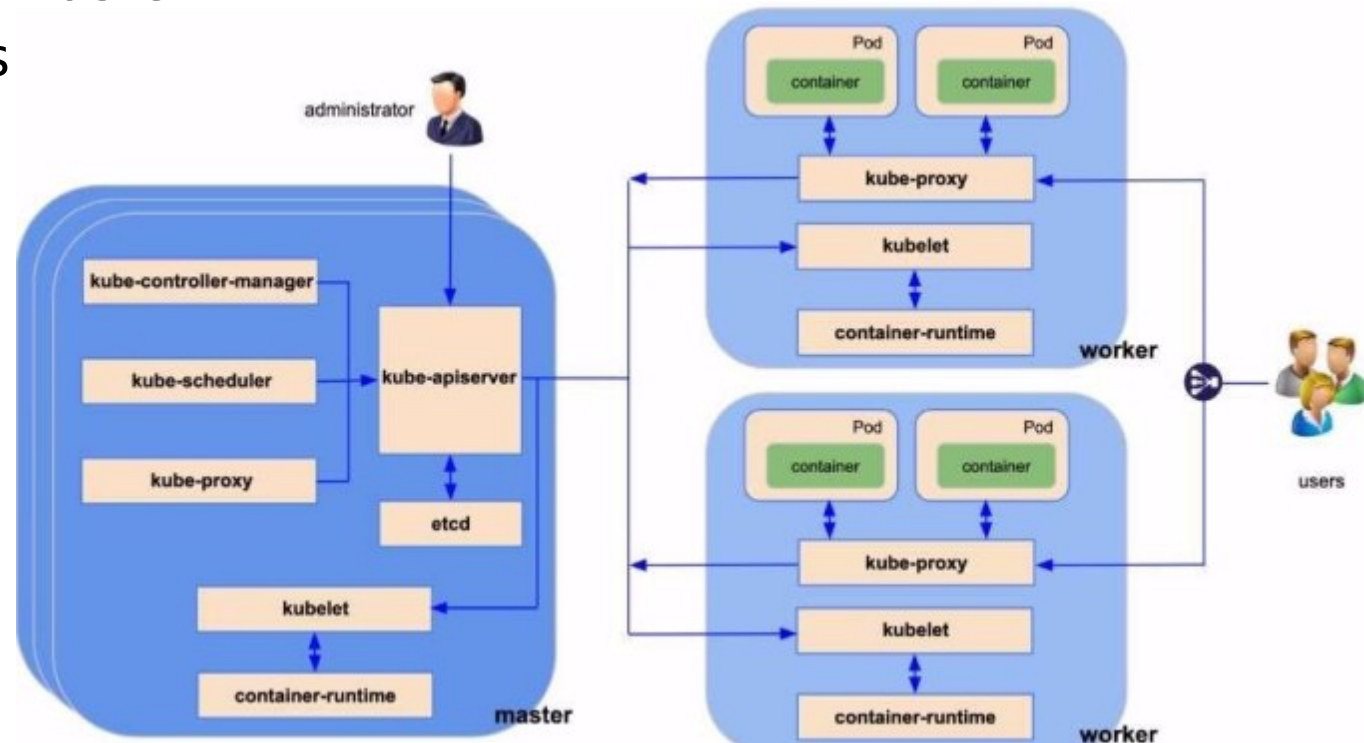 s
administrator
kube-controller-manager
kube-scheduler
kube-proxy
kube-apiserver
etcd
kubelet
container-runtime
master
Pod
container
Pod
container
kube-proxy
kubelet
container-runtime
worker
Pod
container
Pod
container
kube-proxy
kubelet
container-runtime
worker
users